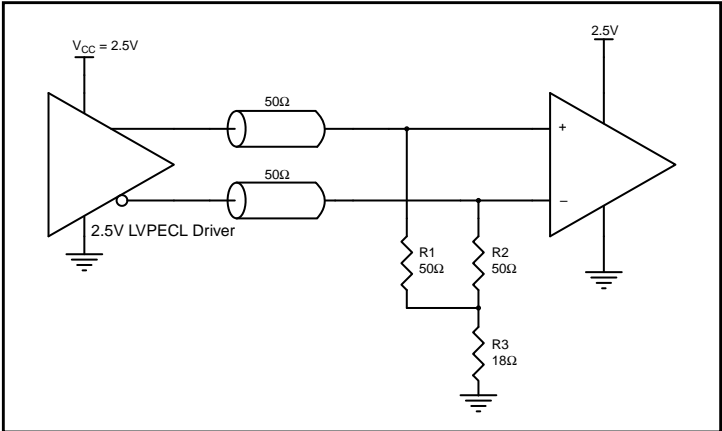 V_CC = 2.5V
2.5V
50Ω
+
50Ω
−
2.5V LVPECL Driver
R1
50Ω
R2
50Ω
R3
18Ω